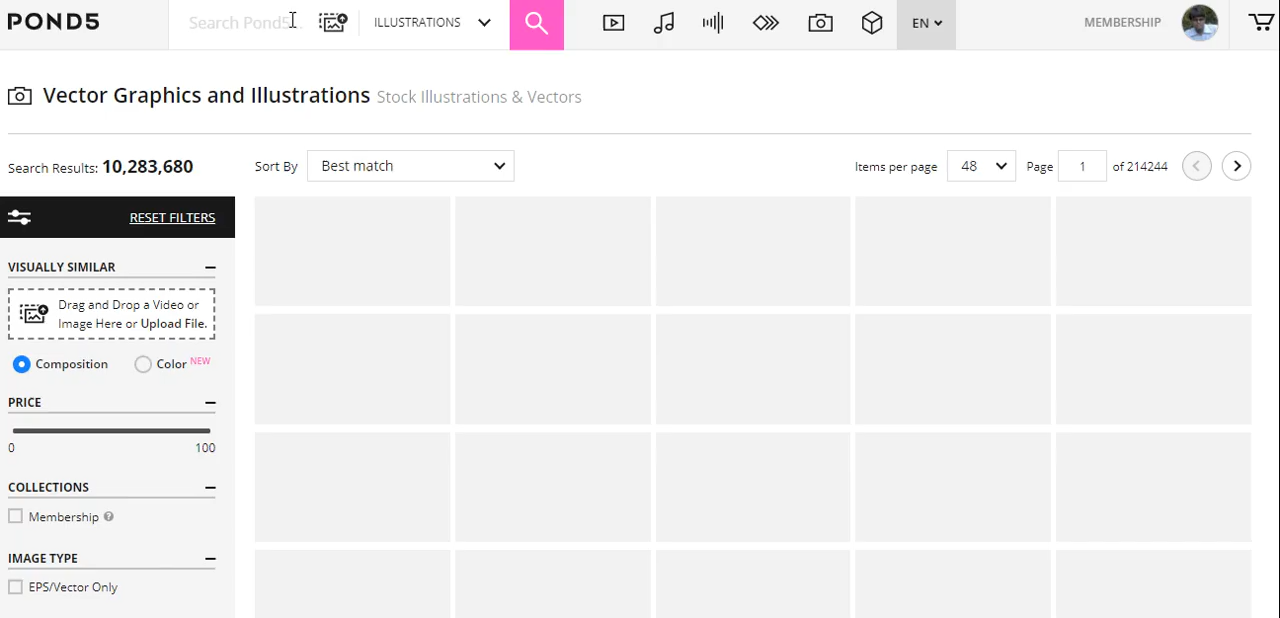 POND5 Search Pond5... ILLUSTRATIONS EN MEMBERSHIP
Vector Graphics and Illustrations Stock Illustrations & Vectors
Search Results: 10,283,680 Sort By Best match Items per page 48 Page 1 of 214244
RESET FILTERS
VISUALLY SIMILAR
Drag and Drop a Video or
Image Here or Upload File.
Composition Color NEW
PRICE
0 100
COLLECTIONS
Membership ?
IMAGE TYPE
EPS/Vector Only